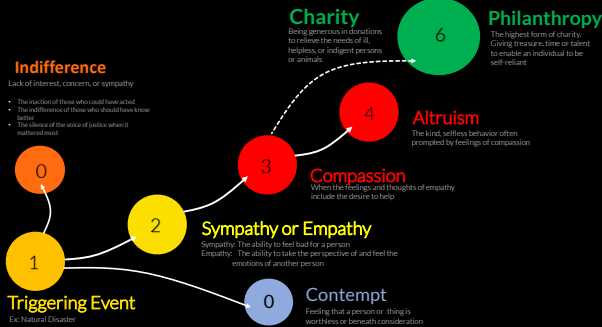 Charity
Being generous in donations
to relieve the needs of ill,
helpless, or indigent persons
or animals
6
Philanthropy
The highest form of charity.
Giving treasure, time or talent
to enable an individual to be
self-reliant
Indifference
Lack of interest, concern, or sympathy
• The inaction of those who could have acted
• The indifference of those who should have know
better
• The silence of the voice of justice when it
mattered most
0
4
Altruism
The kind, selfless behavior often
prompted by feelings of compassion
3
Compassion
When the feelings and thoughts of empathy
include the desire to help
2
Sympathy or Empathy
Sympathy: The ability to feel bad for a person
Empathy: The ability to take the perspective of and feel the
emotions of another person
1
Triggering Event
Ex: Natural Disaster
0
Contempt
Feeling that a person or thing is
worthless or beneath consideration